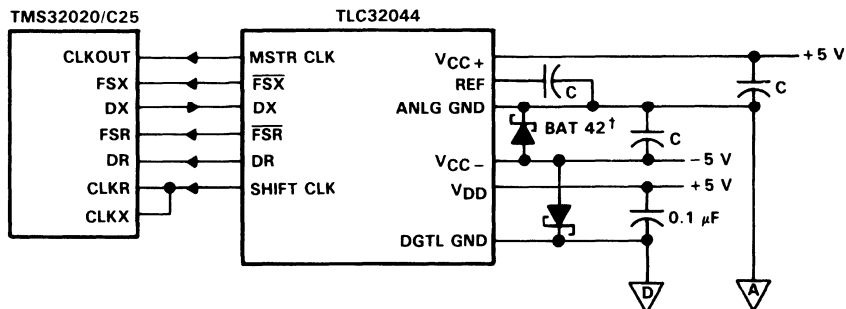 TMS32020/C25
TLC32044
CLKOUT
MSTR CLK
VCC+
+5 V
FSX
FSX
REF
C
C
DX
DX
ANLG GND
FSR
FSR
BAT 42†
C
DR
DR
VCC−
−5 V
CLKR
SHIFT CLK
VDD
+5 V
CLKX
0.1 μF
DGTL GND
D
A